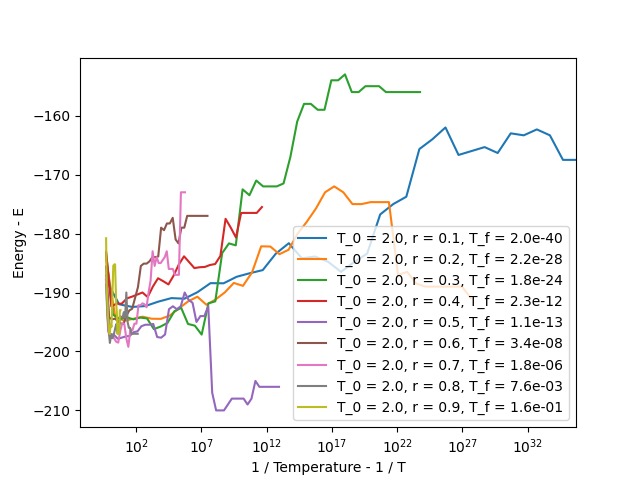 −160
−170
−180
−190
−200
−210
Energy - E
10^2
10^7
10^12
10^17
10^22
10^27
10^32
1 / Temperature - 1 / T
T_0 = 2.0, r = 0.1, T_f = 2.0e-40
T_0 = 2.0, r = 0.2, T_f = 2.2e-28
T_0 = 2.0, r = 0.3, T_f = 1.8e-24
T_0 = 2.0, r = 0.4, T_f = 2.3e-12
T_0 = 2.0, r = 0.5, T_f = 1.1e-13
T_0 = 2.0, r = 0.6, T_f = 3.4e-08
T_0 = 2.0, r = 0.7, T_f = 1.8e-06
T_0 = 2.0, r = 0.8, T_f = 7.6e-03
T_0 = 2.0, r = 0.9, T_f = 1.6e-01